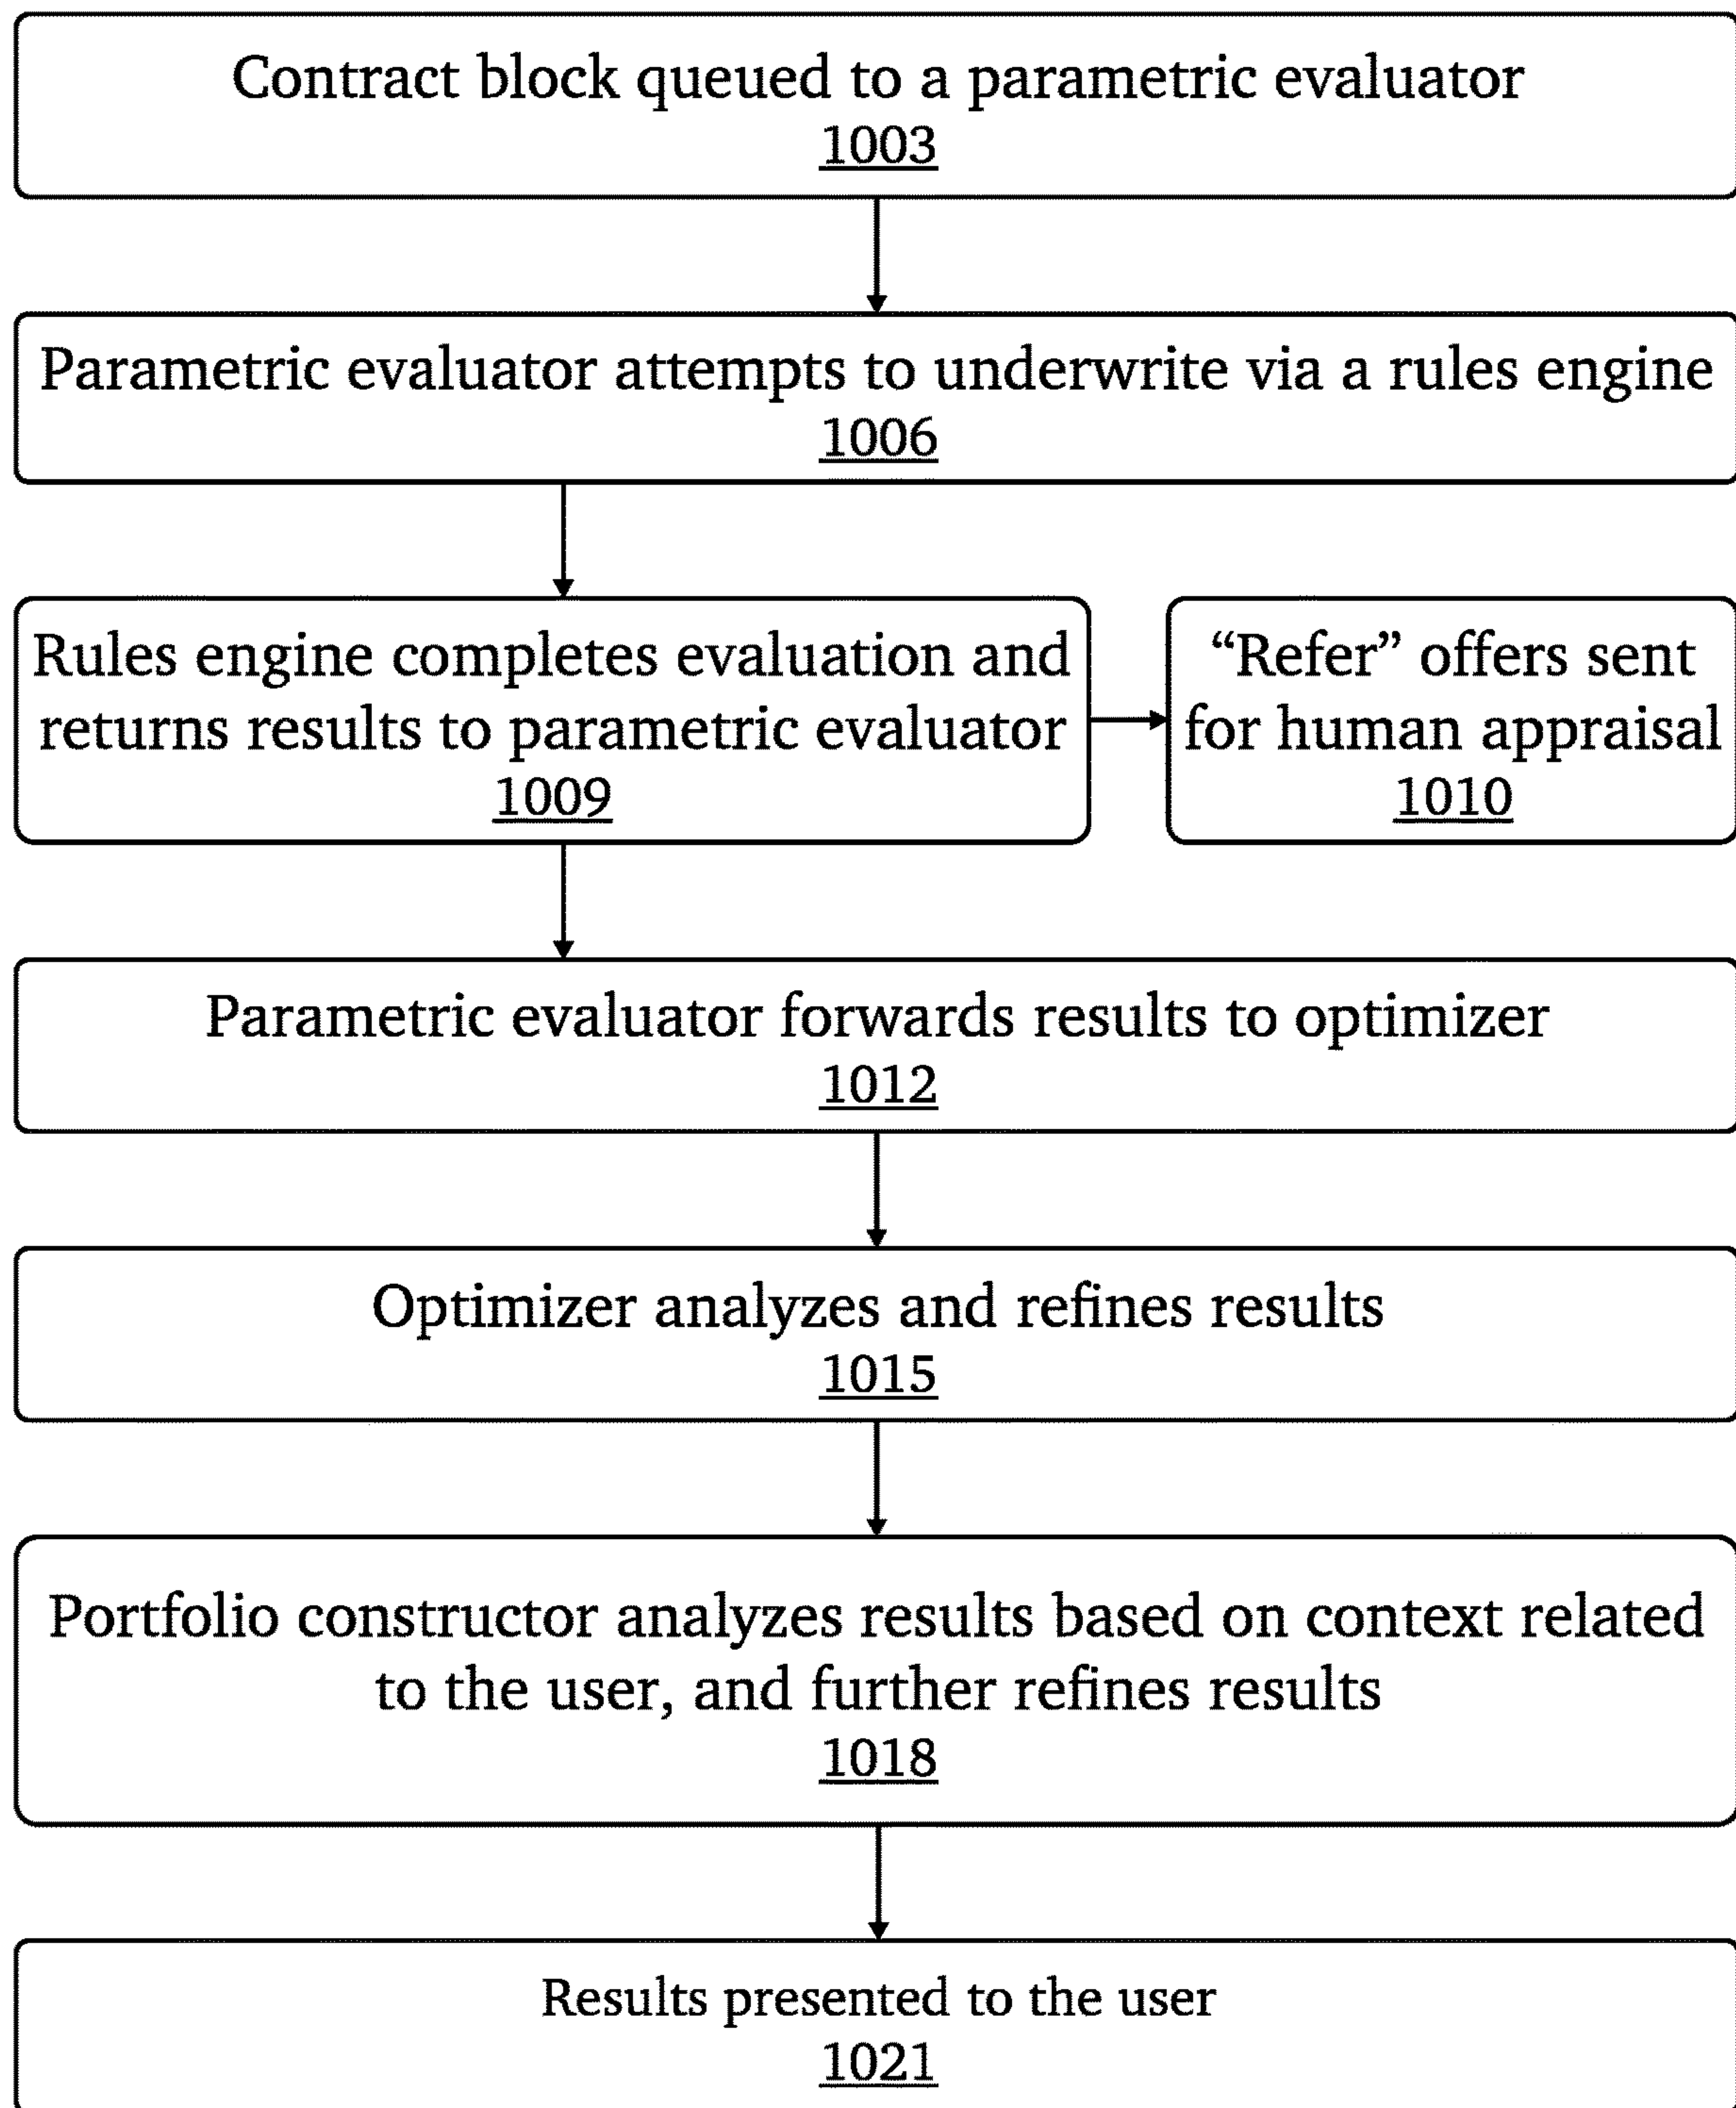 Contract block queued to a parametric evaluator
1003
Parametric evaluator attempts to underwrite via a rules engine
1006
Rules engine completes evaluation and
returns results to parametric evaluator
1009
“Refer” offers sent
for human appraisal
1010
Parametric evaluator forwards results to optimizer
1012
Optimizer analyzes and refines results
1015
Portfolio constructor analyzes results based on context related
to the user, and further refines results
1018
Results presented to the user
1021